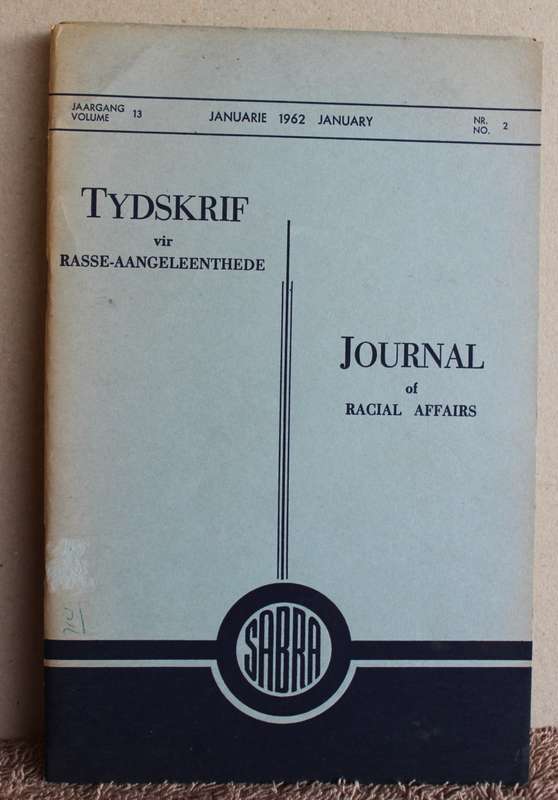 JAARGANG
VOLUME 13
JANUARIE 1962 JANUARY
NR.
NO. 2
TYDSKRIF
vir
RASSE-AANGELEENTHEDE
JOURNAL
of
RACIAL AFFAIRS
SABRA